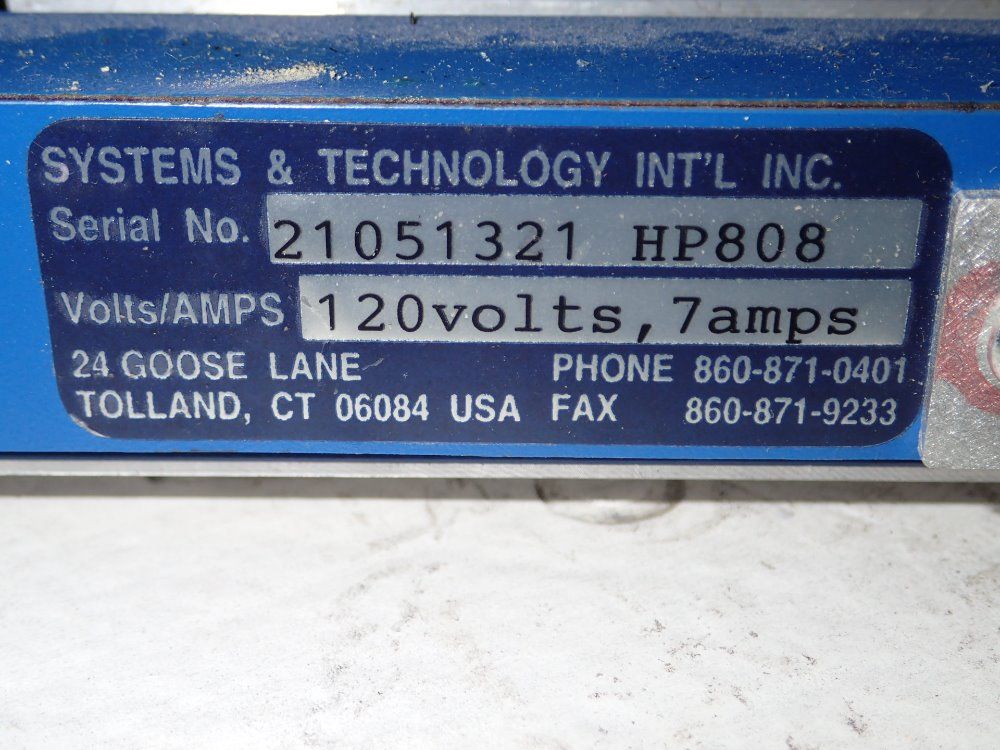 SYSTEMS & TECHNOLOGY INT'L INC.
Serial No. 21051321 HP808
Volts/AMPS 120volts,7amps
24 GOOSE LANE PHONE 860-871-0401
TOLLAND, CT 06084 USA FAX 860-871-9233